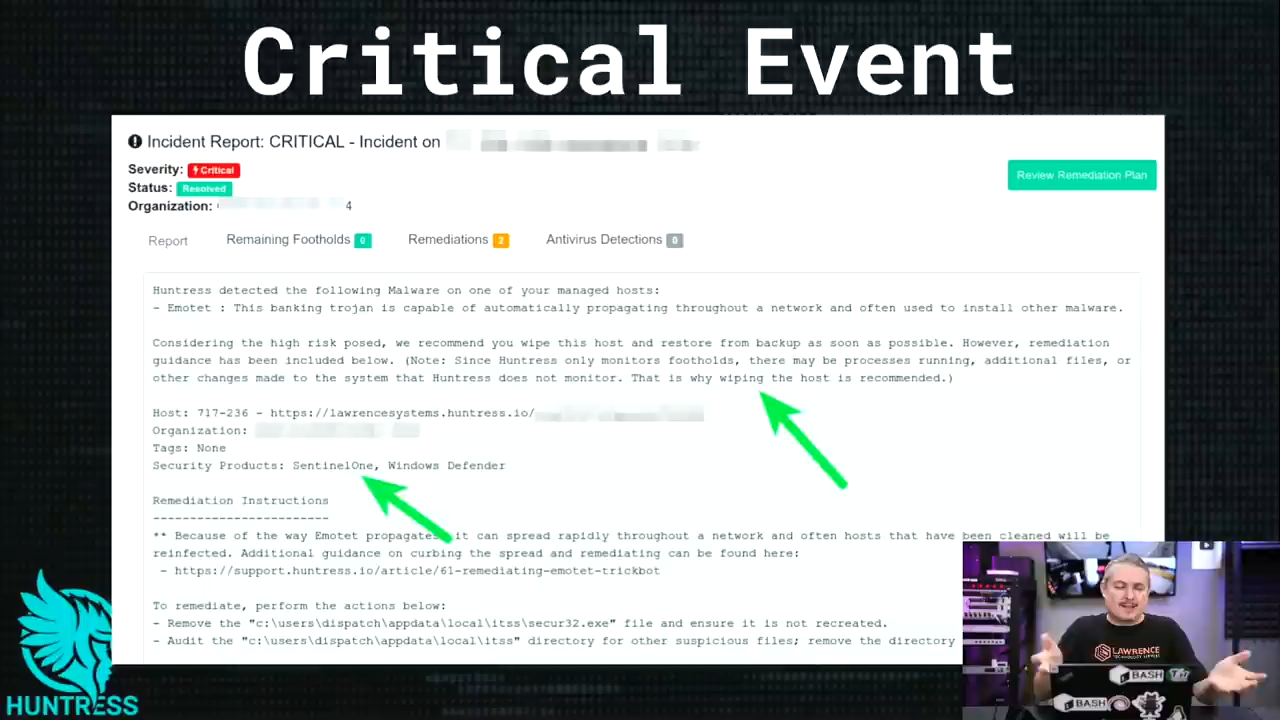 Critical Event
Incident Report: CRITICAL - Incident on
Severity: Critical
Status: Resolved
Organization: 4
Review Remediation Plan
Report Remaining Footholds 0 Remediations 2 Antivirus Detections 0
Huntress detected the following Malware on one of your managed hosts:
- Emotet : This banking trojan is capable of automatically propagating throughout a network and often used to install other malware.
Considering the high risk posed, we recommend you wipe this host and restore from backup as soon as possible. However, remediation
guidance has been included below. (Note: Since Huntress only monitors footholds, there may be processes running, additional files, or
other changes made to the system that Huntress does not monitor. That is why wiping the host is recommended.)
Host: 717-236 - https://lawrencesystems.huntress.io/
Organization:
Tags: None
Security Products: SentinelOne, Windows Defender
Remediation Instructions
------------------------
** Because of the way Emotet propagates, it can spread rapidly throughout a network and often hosts that have been cleaned will be
reinfected. Additional guidance on curbing the spread and remediating can be found here:
- https://support.huntress.io/article/61-remediating-emotet-trickbot
To remediate, perform the actions below:
- Remove the "c:\users\dispatch\appdata\local\itss\secur32.exe" file and ensure it is not recreated.
- Audit the "c:\users\dispatch\appdata\local\itss" directory for other suspicious files; remove the directory
HUNTRESS
LAWRENCE
BASH
BASH